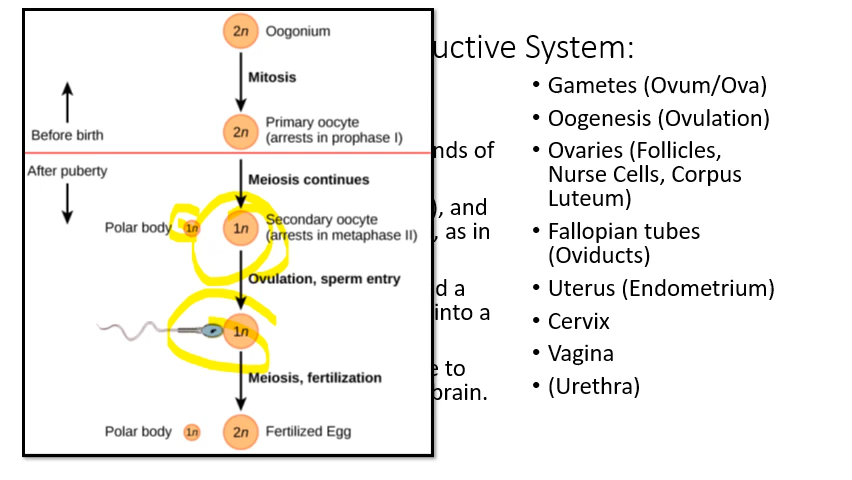 2n Oogonium
Mitosis
Primary oocyte
2n (arrests in prophase I)
Before birth
After puberty
Meiosis continues
Secondary oocyte
Polar body 1n 1n (arrests in metaphase II)
Ovulation, sperm entry
1n
Meiosis, fertilization
Polar body 1n 2n Fertilized Egg
System:
of
, and
, as in
a
into a
to
• Gametes (Ovum/Ova)
• Oogenesis (Ovulation)
• Ovaries (Follicles,
Nurse Cells, Corpus
Luteum)
• Fallopian tubes
(Oviducts)
• Uterus (Endometrium)
• Cervix
• Vagina
• (Urethra)